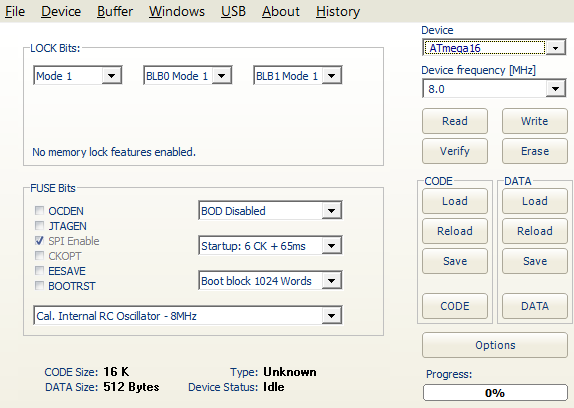 File Device Buffer Windows USB About History
LOCK Bits:
Mode 1 BLB0 Mode 1 BLB1 Mode 1
No memory lock features enabled.
Device
ATmega16
Device frequency [MHz]
8.0
Read Write
Verify Erase
FUSE Bits
OCDEN
JTAGEN
SPI Enable
CKOPT
EESAVE
BOOTRST
BOD Disabled
Startup: 6 CK + 65ms
Boot block 1024 Words
Cal. Internal RC Oscillator - 8MHz
CODE DATA
Load Load
Reload Reload
Save Save
CODE DATA
Options
CODE Size: 16 K Type: Unknown
DATA Size: 512 Bytes Device Status: Idle
Progress:
0%